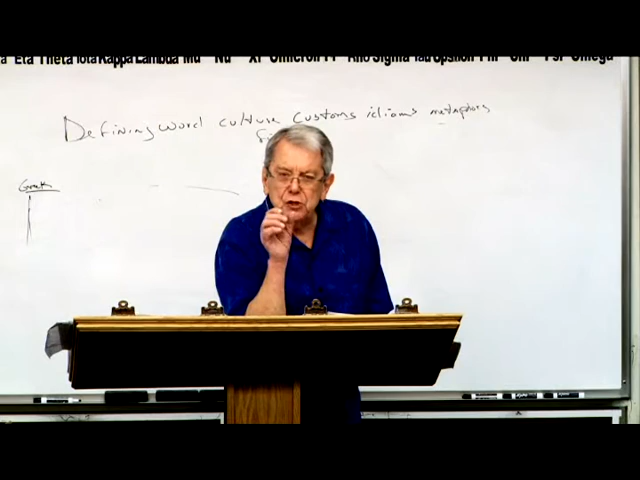 Eta Theta Iota Kappa Lambda Mu Nu Xi Omicron Pi Rho Sigma Tau Upsilon Phi Chi Psi Omega
Defining word culture customs idioms metaphors
Greek